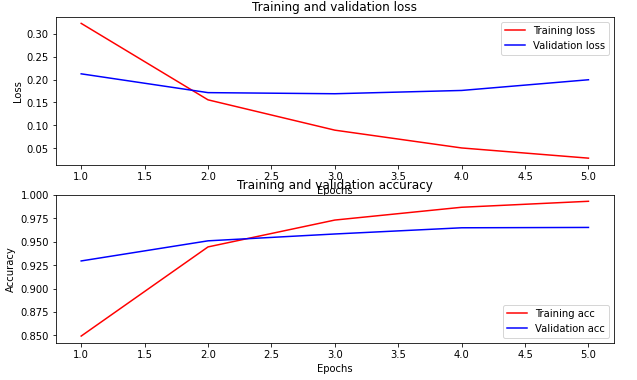 Training and validation loss
Loss
0.30
0.25
0.20
0.15
0.10
0.05
Training loss
Validation loss
1.0 1.5 2.0 2.5 3.0 3.5 4.0 4.5 5.0
Epochs
Training and validation accuracy
Accuracy
1.000
0.975
0.950
0.925
0.900
0.875
0.850
Training acc
Validation acc
1.0 1.5 2.0 2.5 3.0 3.5 4.0 4.5 5.0
Epochs